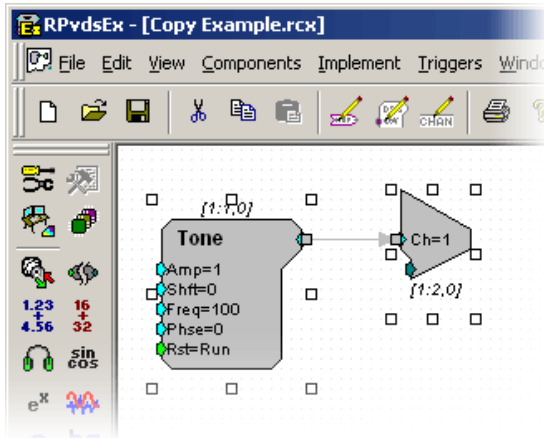 RPvdsEx - [Copy Example.rcx]
File Edit View Components Implement Triggers
CHAN
[1:1,0]
Tone
Amp=1
Shft=0
Freq=100
Phse=0
Rst=Run
Ch=1
[1:2,0]
1.23
+
4.56
16
+
32
sin
cos
eˣ